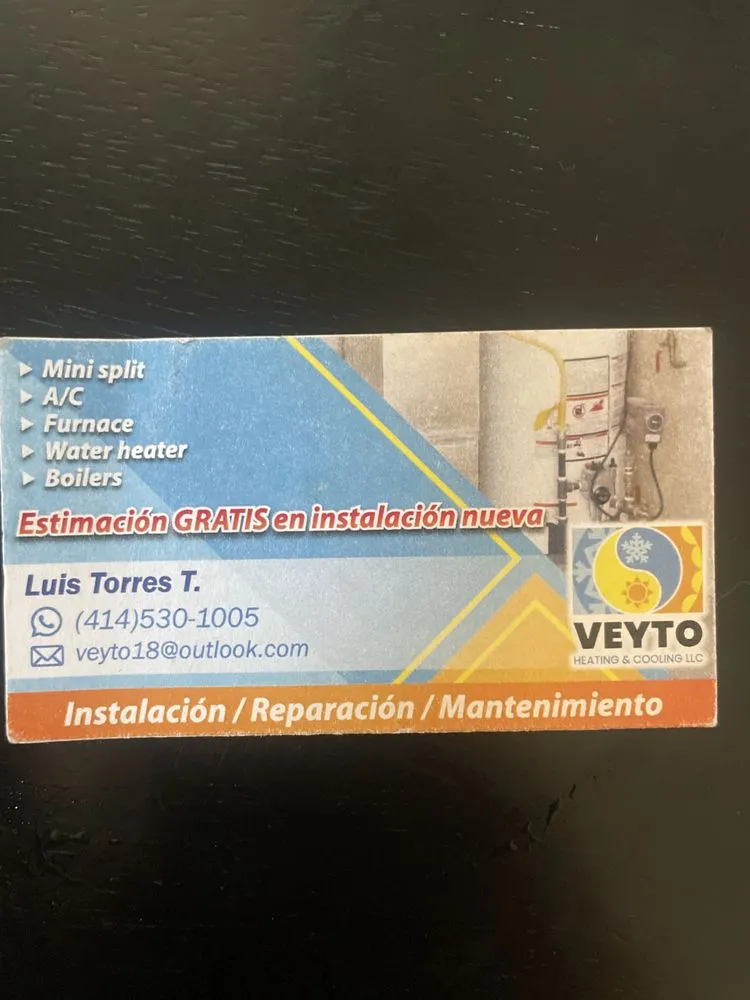 Mini split
A/C
Furnace
Water heater
Boilers
Estimación GRATIS en instalación nueva
Luis Torres T.
(414)530-1005
veyto18@outlook.com
VEYTO
HEATING & COOLING LLC
Instalación / Reparación / Mantenimiento